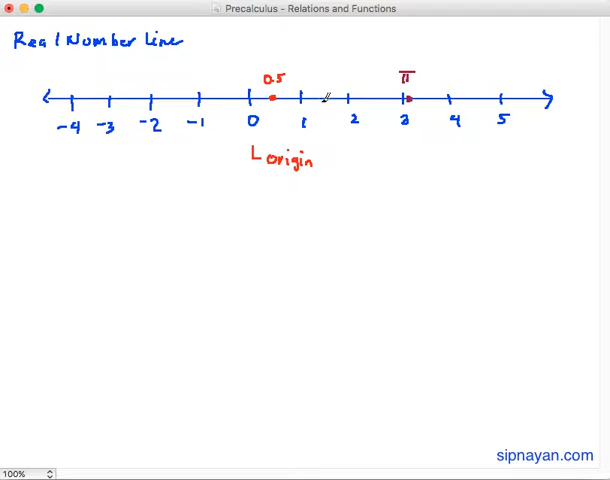 Precalculus - Relations and Functions
Real Number Line
0.5 π
-4 -3 -2 -1 0 1 2 3 4 5
origin
sipnayan.com
100%